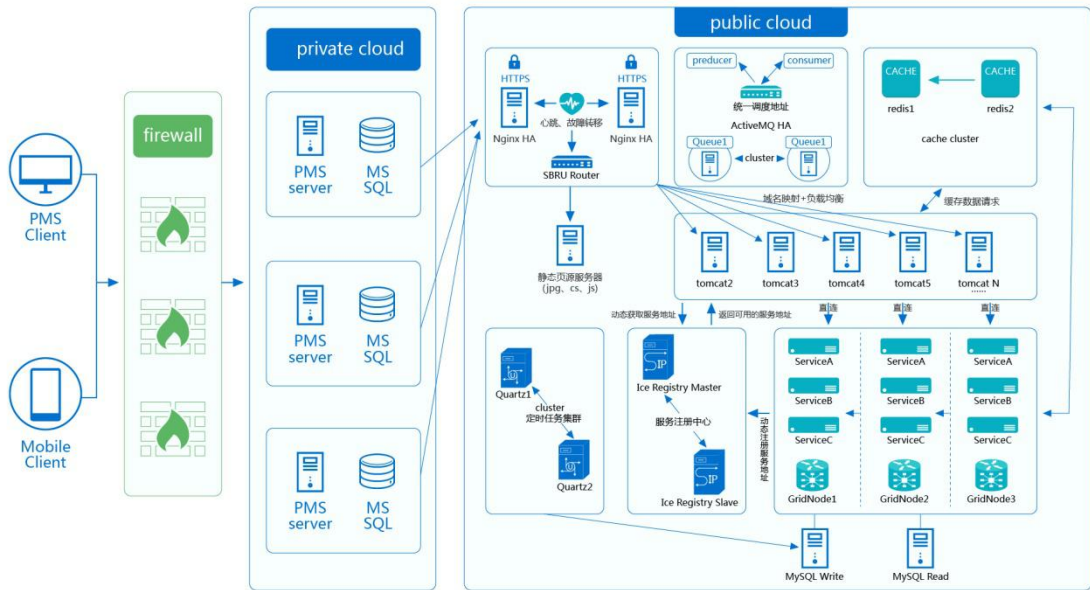 public cloud
private cloud
firewall
PMS
Client
Mobile
Client
PMS
server
MS
SQL
PMS
server
MS
SQL
PMS
server
MS
SQL
HTTPS
HTTPS
Nginx HA
心跳、故障转移
Nginx HA
SBRU Router
静态页源服务器
(jpg、cs、js)
preducer
consumer
统一调度地址
ActiveMQ HA
Queue1
cluster
Queue1
CACHE
CACHE
redis1
redis2
cache cluster
域名映射+负载均衡
缓存数据请求
tomcat2
tomcat3
tomcat4
tomcat5
tomcat N
......
动态获取服务地址
返回可用的服务地址
直连
直连
直连
Quartz1
cluster
定时任务集群
Quartz2
SIP
Ice Registry Master
服务注册中心
SIP
Ice Registry Slave
动态注册服务地址
ServiceA
ServiceA
ServiceA
ServiceB
ServiceB
ServiceB
ServiceC
ServiceC
ServiceC
GridNode1
GridNode2
GridNode3
MySQL Write
MySQL Read